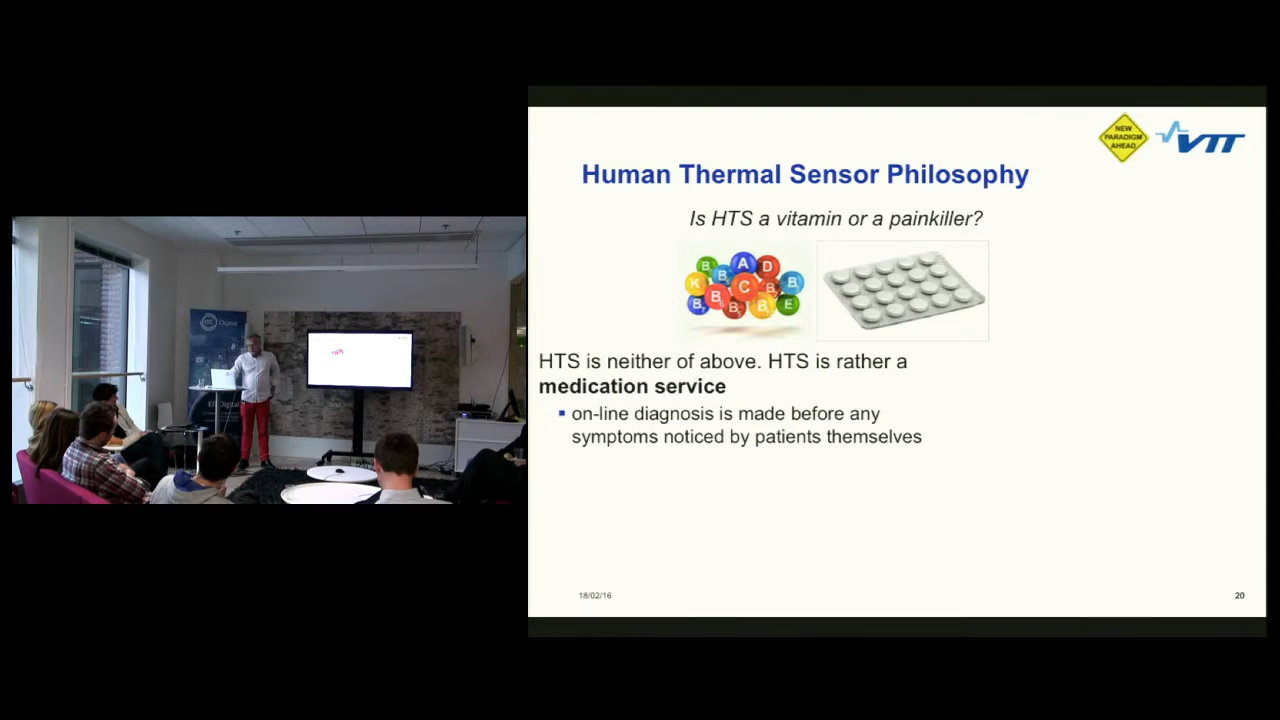 NEW
PARADIGM
AHEAD
VTT
Human Thermal Sensor Philosophy
Is HTS a vitamin or a painkiller?
B A D
K B C B B
B B B B E
HTS is neither of above. HTS is rather a
medication service
on-line diagnosis is made before any
symptoms noticed by patients themselves
18/02/16
20
eit Digital